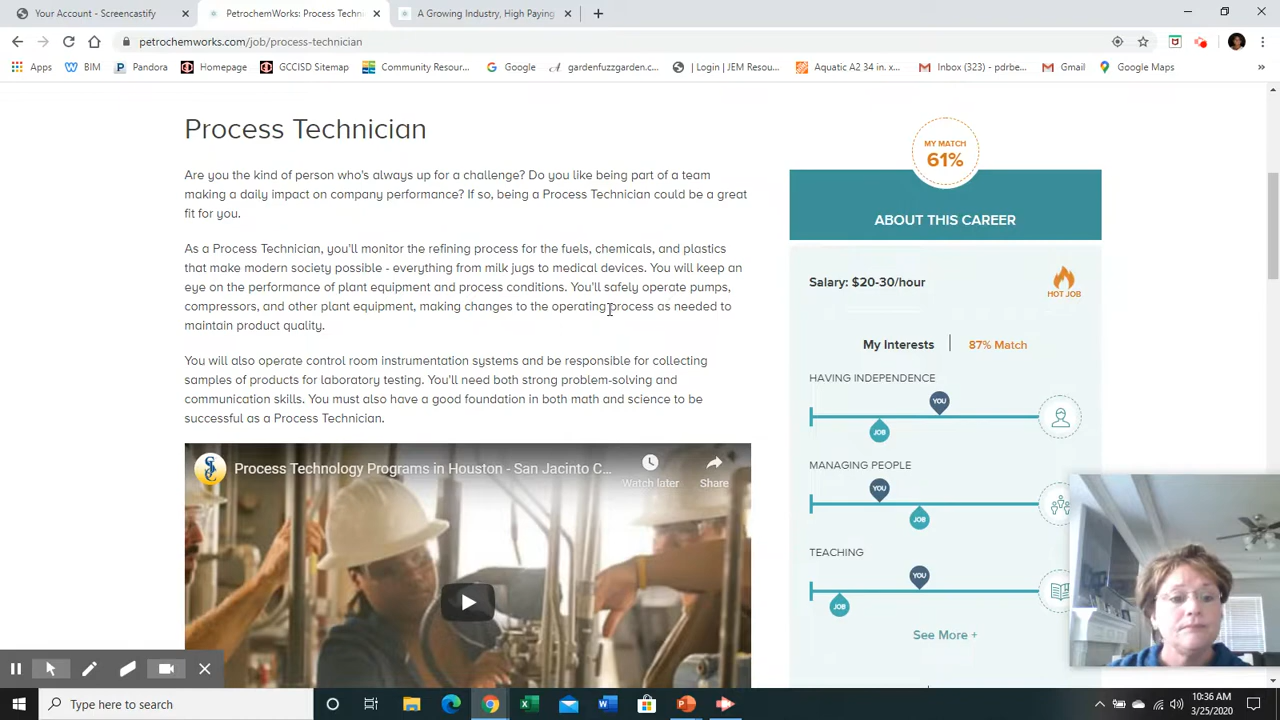 Your Account - Screencastify
PetrochemWorks: Process Techn
A Growing Industry, High Paying
petrochemworks.com/job/process-technician
Apps
BIM
Pandora
Homepage
GCCISD Sitemap
Community Resour...
Google
gardenfuzzgarden.c...
| Login | JEM Resou...
Aquatic A2 34 in. x...
Inbox (323) - pdrbe...
Gmail
Google Maps
»
Process Technician
Are you the kind of person who's always up for a challenge? Do you like being part of a team
making a daily impact on company performance? If so, being a Process Technician could be a great
fit for you.
As a Process Technician, you'll monitor the refining process for the fuels, chemicals, and plastics
that make modern society possible - everything from milk jugs to medical devices. You will keep an
eye on the performance of plant equipment and process conditions. You'll safely operate pumps,
compressors, and other plant equipment, making changes to the operating process as needed to
maintain product quality.
You will also operate control room instrumentation systems and be responsible for collecting
samples of products for laboratory testing. You'll need both strong problem-solving and
communication skills. You must also have a good foundation in both math and science to be
successful as a Process Technician.
Process Technology Programs in Houston - San Jacinto C...
Watch later
Share
MY MATCH
61%
ABOUT THIS CAREER
Salary: $20-30/hour
HOT JOB
My Interests | 87% Match
HAVING INDEPENDENCE
YOU
JOB
MANAGING PEOPLE
YOU
JOB
TEACHING
YOU
JOB
See More +
Type here to search
10:36 AM
3/25/2020